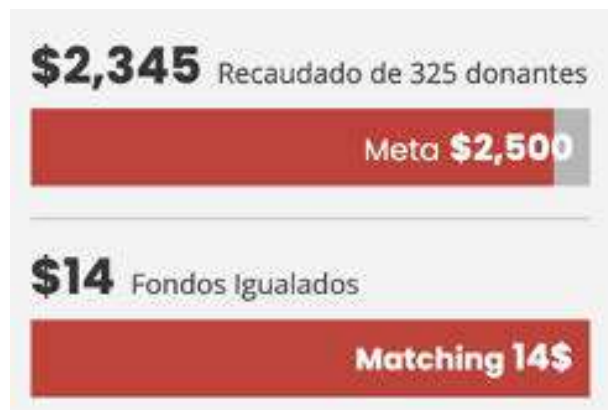 $2,345 Recaudado de 325 donantes
Meta $2,500
$14 Fondos Igualados
Matching 14$